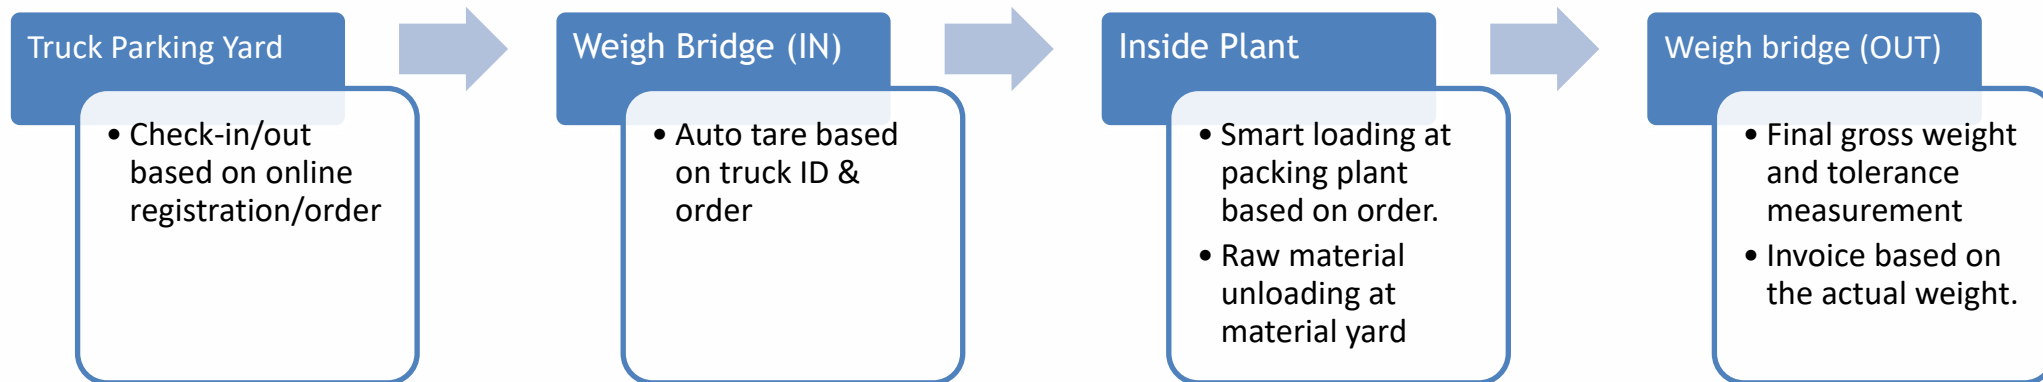 Truck Parking Yard
• Check-in/out
based on online
registration/order
Weigh Bridge (IN)
• Auto tare based
on truck ID &
order
Inside Plant
• Smart loading at
packing plant
based on order.
• Raw material
unloading at
material yard
Weigh bridge (OUT)
• Final gross weight
and tolerance
measurement
• Invoice based on
the actual weight.